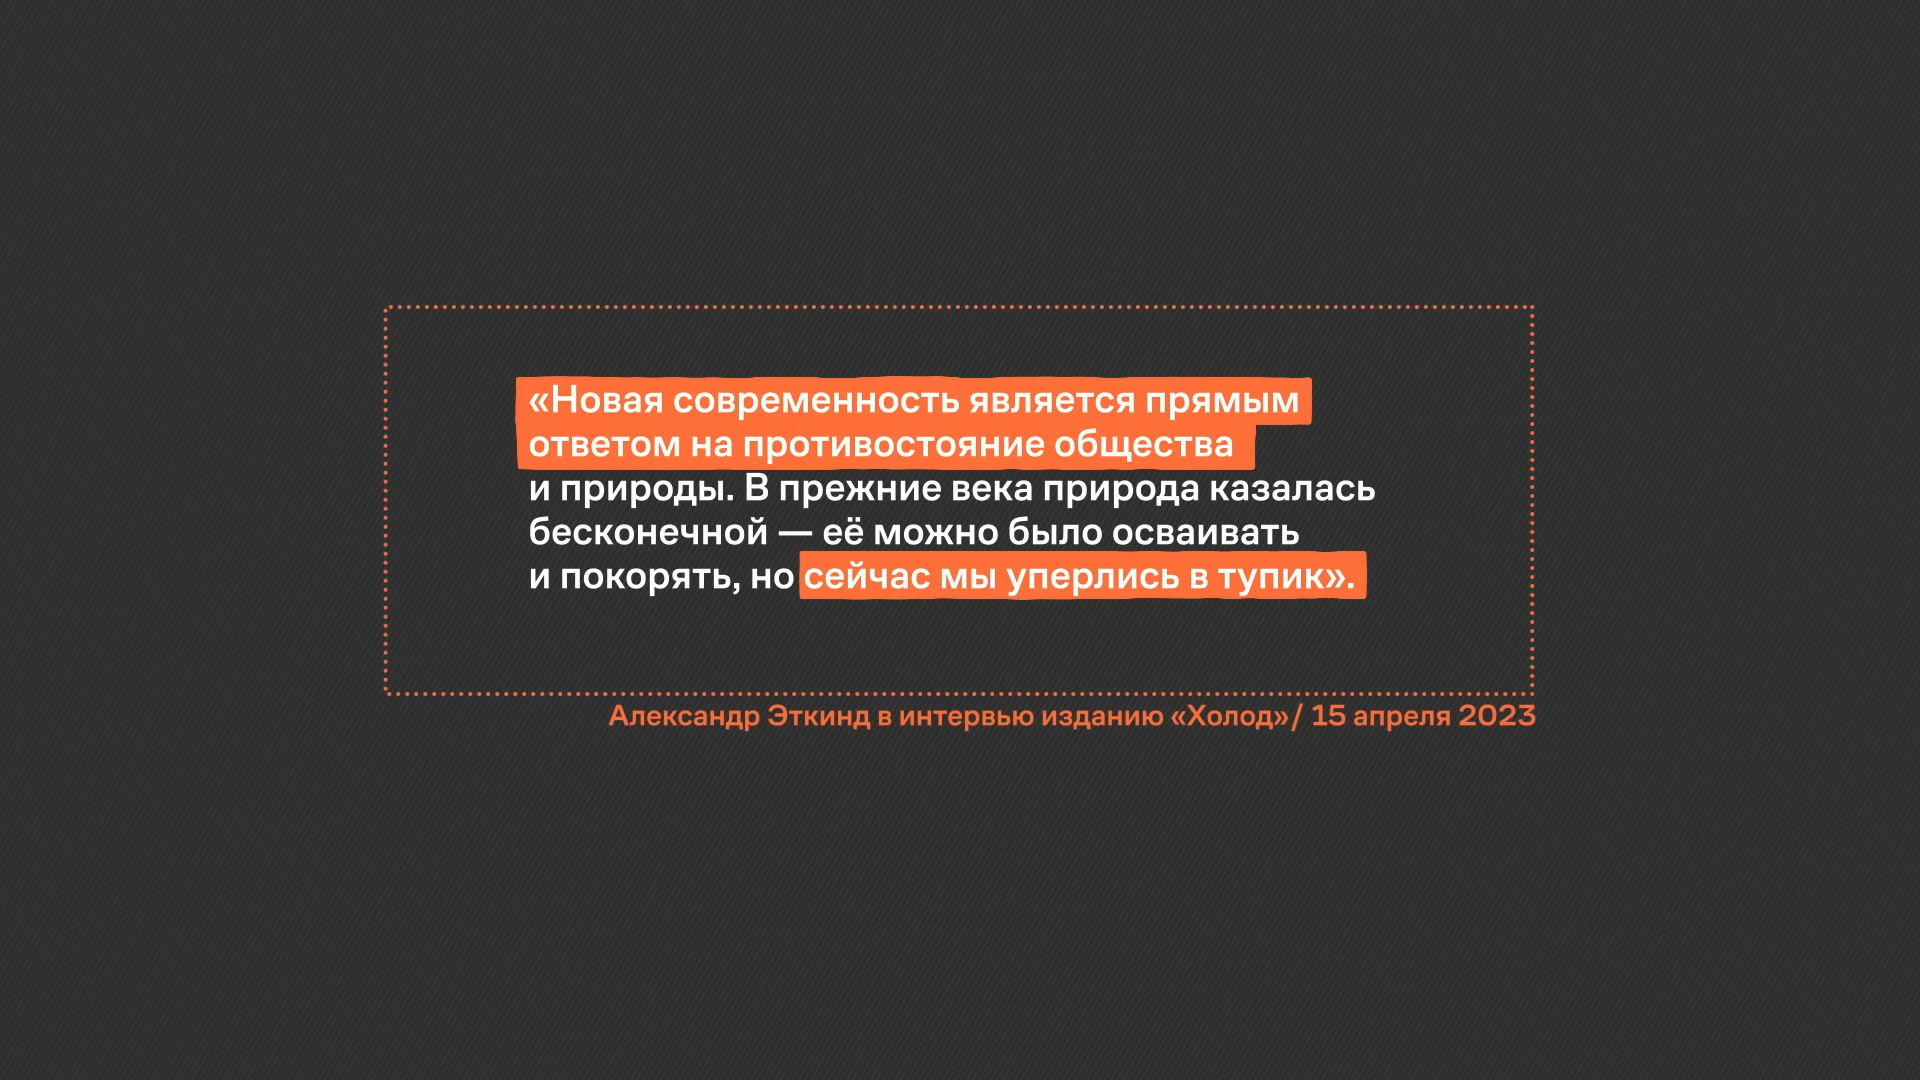 «Новая современность является прямым
ответом на противостояние общества
и природы. В прежние века природа казалась
бесконечной — её можно было осваивать
и покорять, но сейчас мы уперлись в тупик».
Александр Эткинд в интервью изданию «Холод»/ 15 апреля 2023